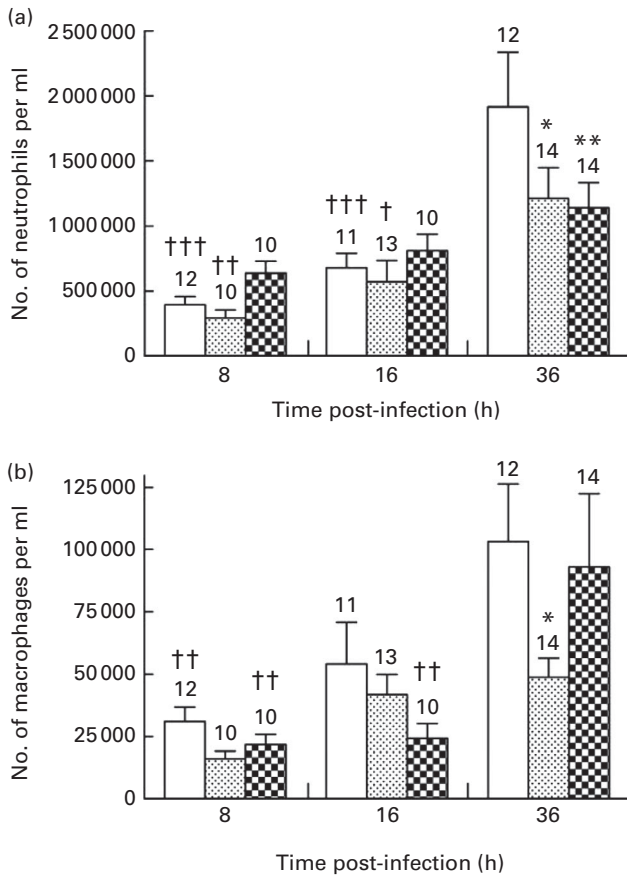 (a)
No. of neutrophils per ml
2 500 000
2 000 000
1 500 000
1 000 000
500 000
0
12
* **
14 14
††† † 10
††† †† 10 11 13
12 10
8 16 36
Time post-infection (h)
(b)
No. of macrophages per ml
125 000
100 000
75 000
50 000
25 000
0
12 14
11 *
†† †† 13 †† 14
12 10 10 10
8 16 36
Time post-infection (h)